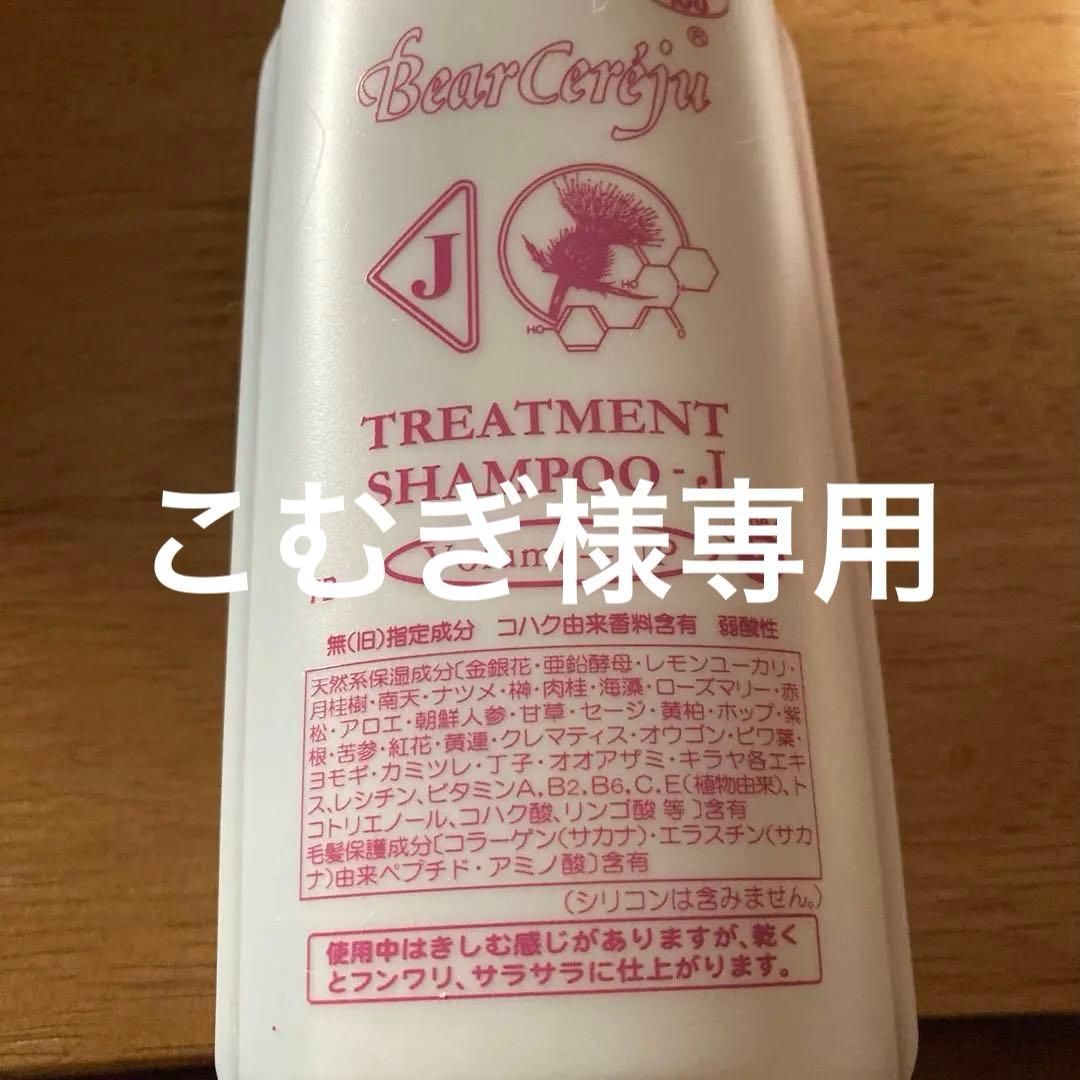 BearCeréju®
J
HO
HO
O
TREATMENT
SHAMPOO-J
こむぎ様専用
無(旧)指定成分 コハク由来香料含有 弱酸性
天然系保湿成分〔金銀花・亜鉛酵母・レモンユーカリ・
月桂樹・南天・ナツメ・榊・肉桂・海藻・ローズマリー・赤
松・アロエ・朝鮮人参・甘草・セージ・黄柏・ホップ・紫
根・苦参・紅花・黄連・クレマティス・オウゴン・ビワ葉・
ヨモギ・カミツレ・丁子・オオアザミ・キラヤ各エキ
ス、レシチン、ビタミンA,B2,B6,C,E(植物由来)、ト
コトリエノール、コハク酸、リンゴ酸 等〕含有
毛髪保護成分〔コラーゲン(サカナ)・エラスチン(サカ
ナ)由来ペプチド・アミノ酸〕含有
(シリコンは含みません。)
使用中はきしむ感じがありますが、乾く
とフンワリ、サラサラに仕上がります。